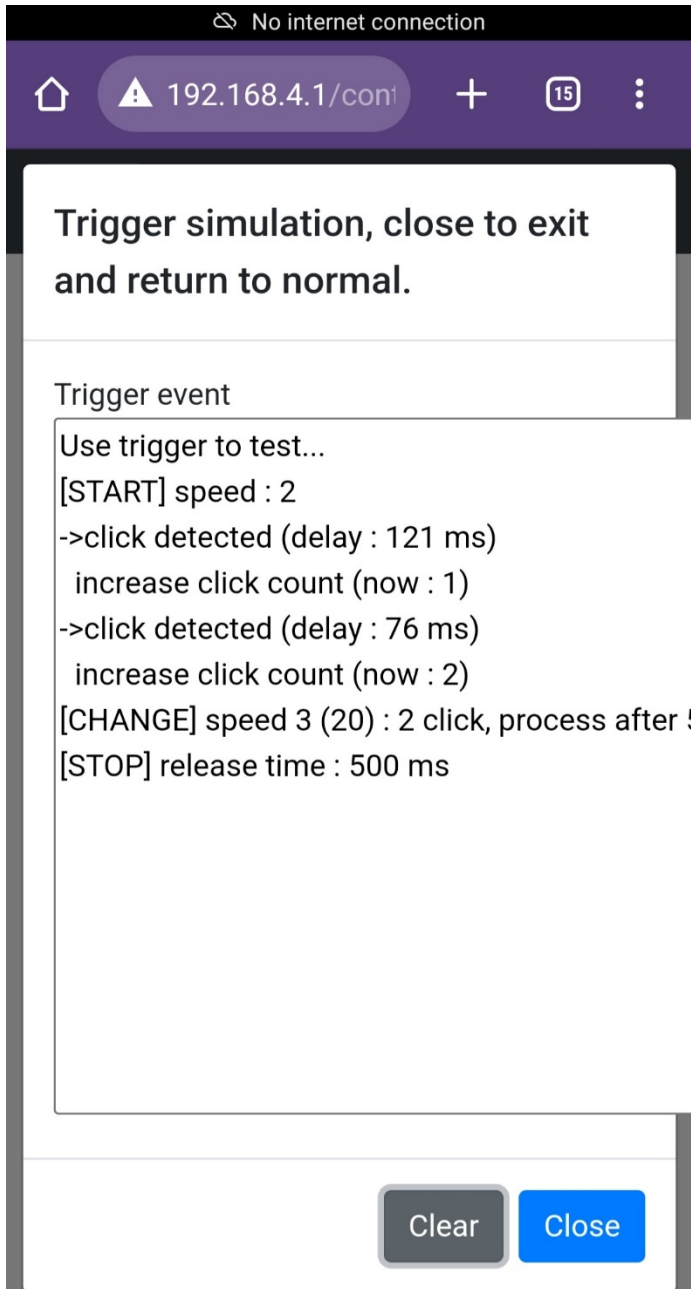 No internet connection
192.168.4.1/cont
15
Trigger simulation, close to exit
and return to normal.
Trigger event
Use trigger to test...
[START] speed : 2
->click detected (delay : 121 ms)
increase click count (now : 1)
->click detected (delay : 76 ms)
increase click count (now : 2)
[CHANGE] speed 3 (20) : 2 click, process after
[STOP] release time : 500 ms
Clear
Close